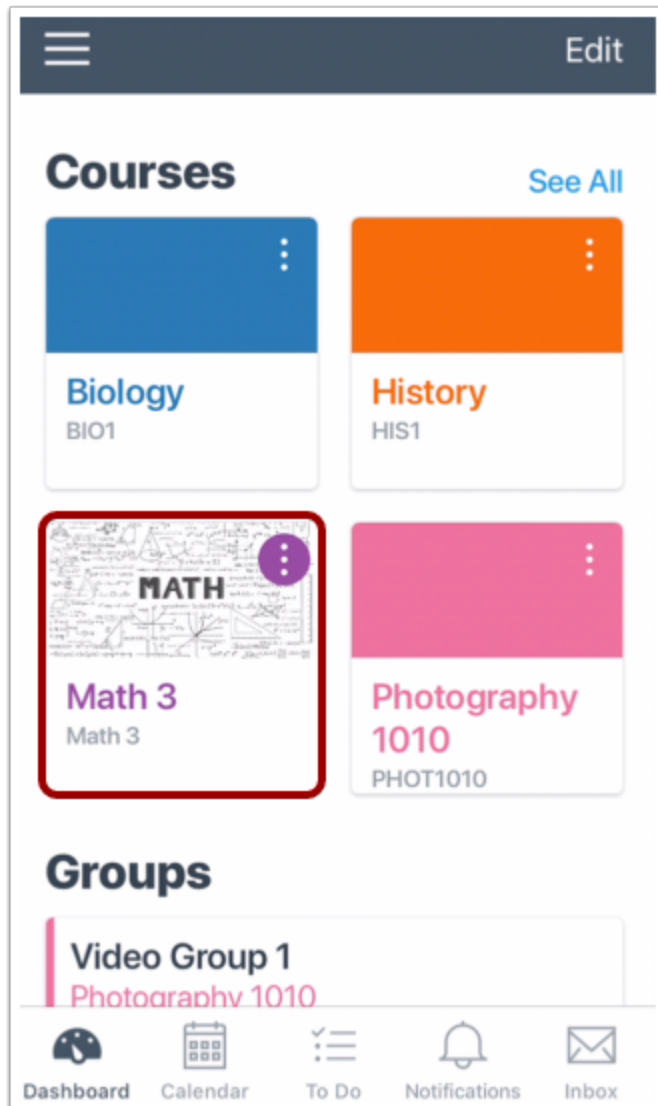 Edit
Courses
See All
Biology
BIO1
History
HIS1
MATH
Math 3
Math 3
Photography
1010
PHOT1010
Groups
Video Group 1
Photography 1010
Dashboard
Calendar
To Do
Notifications
Inbox